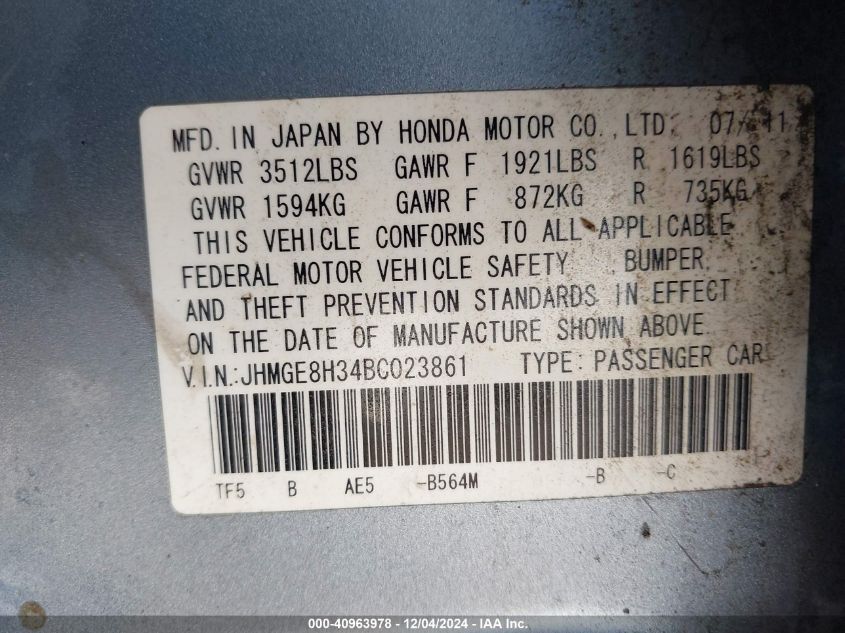 MFD. IN JAPAN BY HONDA MOTOR CO., LTD. 07/ 11
GVWR 3512LBS GAWR F 1921LBS R 1619LBS
GVWR 1594KG GAWR F 872KG R 735KG
THIS VEHICLE CONFORMS TO ALL APPLICABLE
FEDERAL MOTOR VEHICLE SAFETY BUMPER,
AND THEFT PREVENTION STANDARDS IN EFFECT
ON THE DATE OF MANUFACTURE SHOWN ABOVE.
V.I.N.:JHMGE8H34BC023861 TYPE: PASSENGER CAR
TF5 B AE5 -B564M -B -C
000-40963978 - 12/04/2024 - IAA Inc.